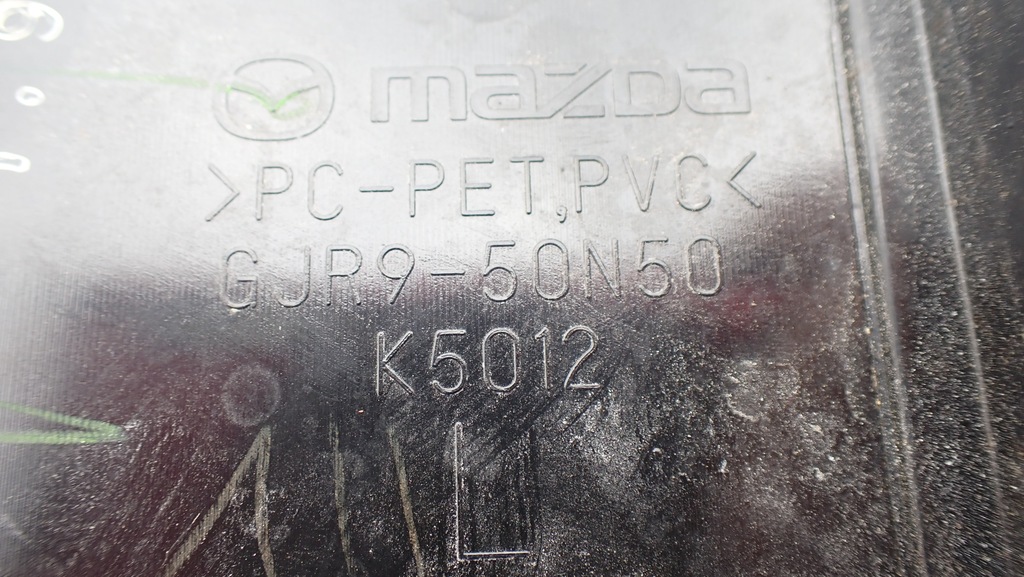 mazda
>PC-PET,PVC<
GJR9-50N50
K5012
L